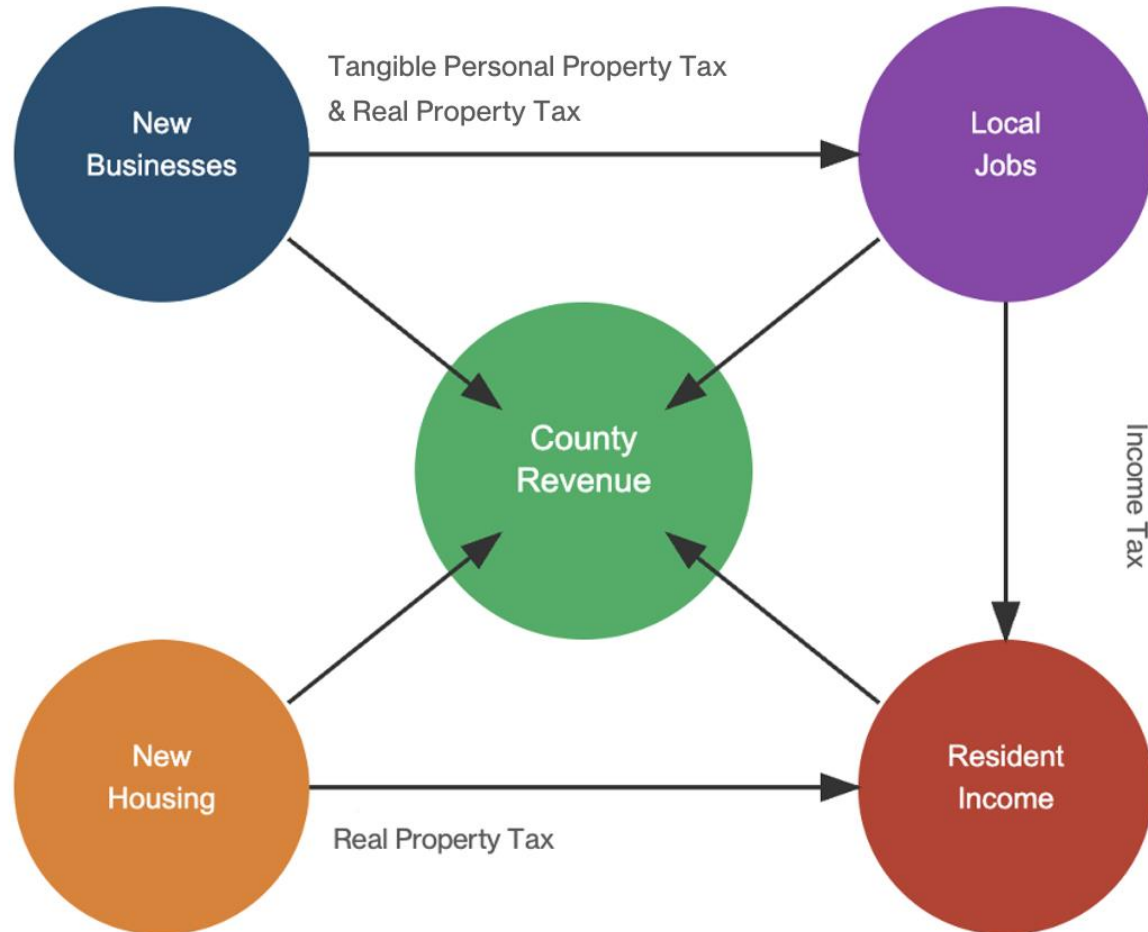 Tangible Personal Property Tax
& Real Property Tax
New
Businesses
Local
Jobs
County
Revenue
Income Tax
New
Housing
Resident
Income
Real Property Tax